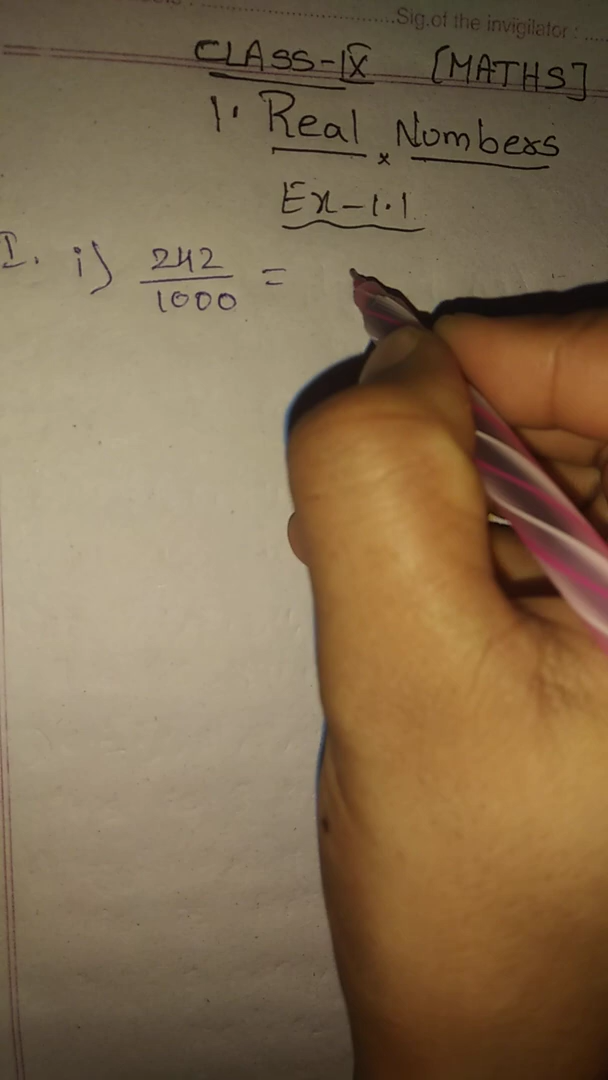 Sig.of the invigilator :
CLASS-IX [MATHS]
1. Real Numbers
Ex-1.1
I. i) 242/1000 =